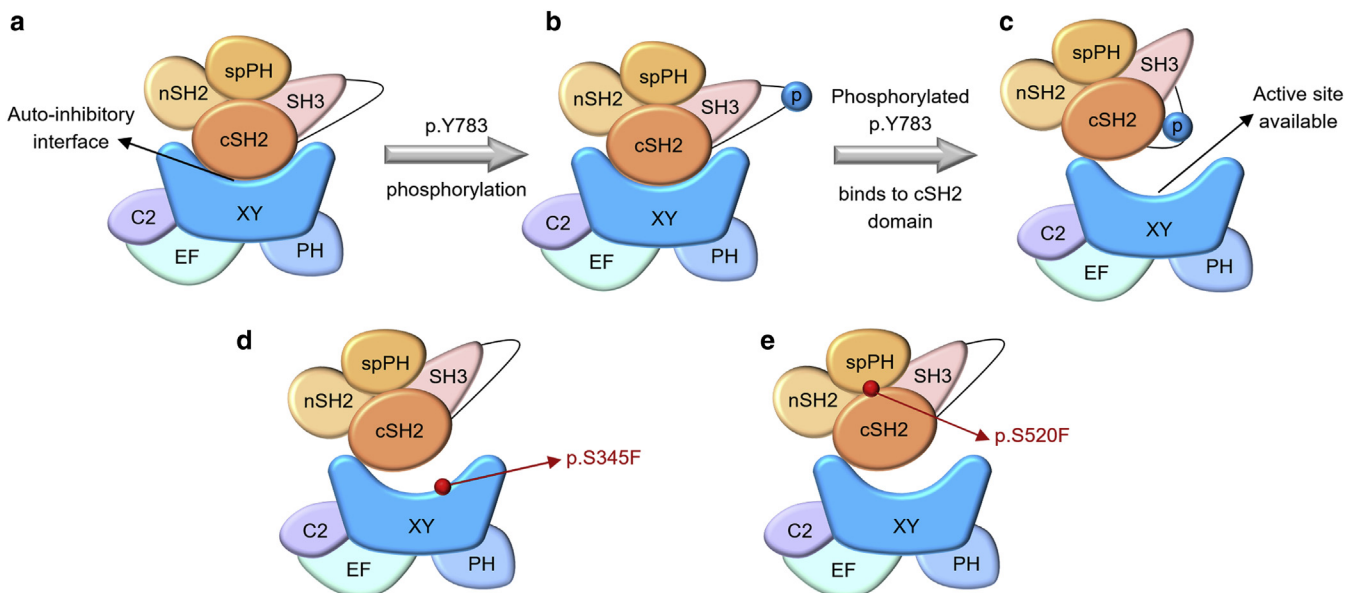 a
spPH
nSH2
SH3
cSH2
Auto-inhibitory
interface
XY
C2
EF
PH
p.Y783
phosphorylation
b
spPH
nSH2
SH3
p
cSH2
XY
C2
EF
PH
Phosphorylated
p.Y783
binds to cSH2
domain
c
spPH
nSH2
SH3
cSH2
p
Active site
available
XY
C2
EF
PH
d
spPH
nSH2
SH3
cSH2
p.S345F
XY
C2
EF
PH
e
spPH
nSH2
SH3
cSH2
p.S520F
XY
C2
EF
PH